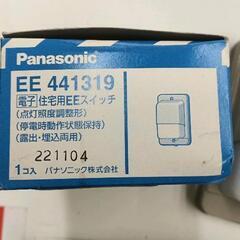 Panasonic
EE 441319
[電子]住宅用EEスイッチ
(点灯照度調整形)
(停電時動作状態保持)
(露出・埋込両用)
221104
1コ入 パナソニック株式会社